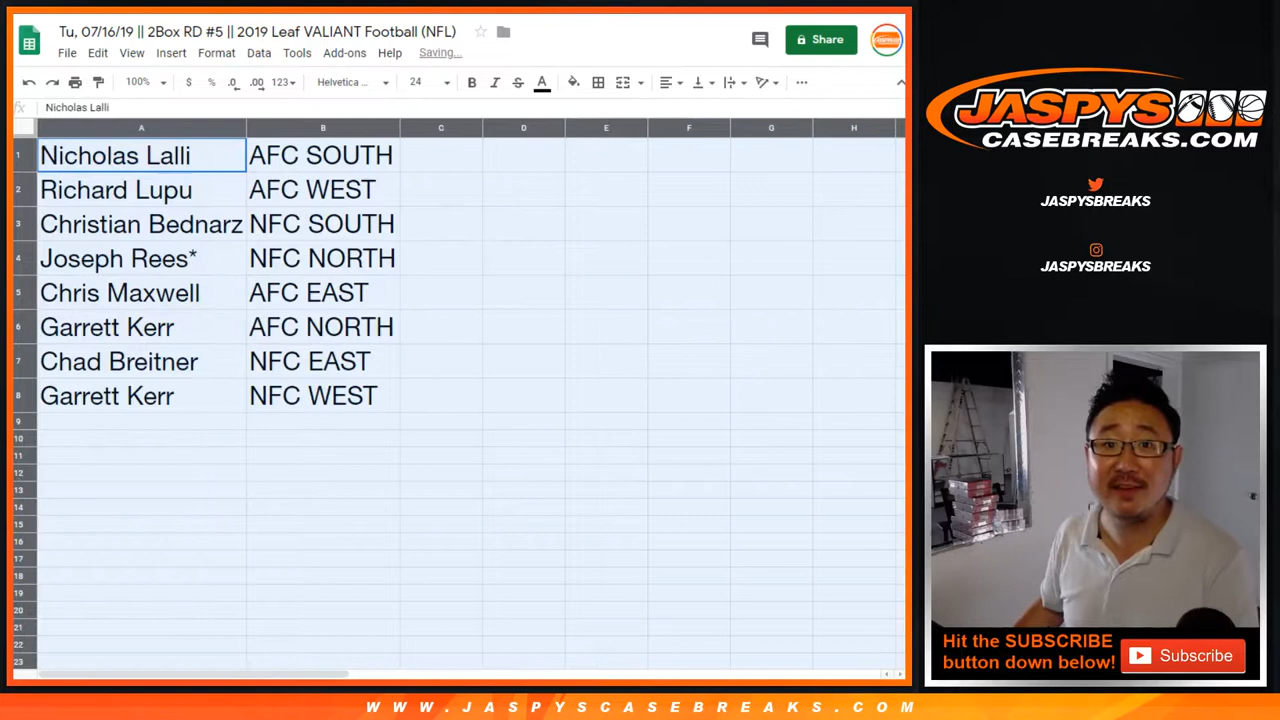 Tu, 07/16/19 || 2Box RD #5 || 2019 Leaf VALIANT Football (NFL)
File Edit View Insert Format Data Tools Add-ons Help Saving...
Share
100% $ % .0 .00 123 Helvetica ... 24 B I S A ...
fx Nicholas Lalli
A B C D E F G H
1 Nicholas Lalli AFC SOUTH
2 Richard Lupu AFC WEST
3 Christian Bednarz NFC SOUTH
4 Joseph Rees* NFC NORTH
5 Chris Maxwell AFC EAST
6 Garrett Kerr AFC NORTH
7 Chad Breitner NFC EAST
8 Garrett Kerr NFC WEST
9
10
11
12
13
14
15
16
17
18
19
20
21
22
23
JASPYS
CASEBREAKS.COM
JASPYSBREAKS
JASPYSBREAKS
Hit the SUBSCRIBE
button down below!
Subscribe
WWW.JASPYSCASEBREAKS.COM